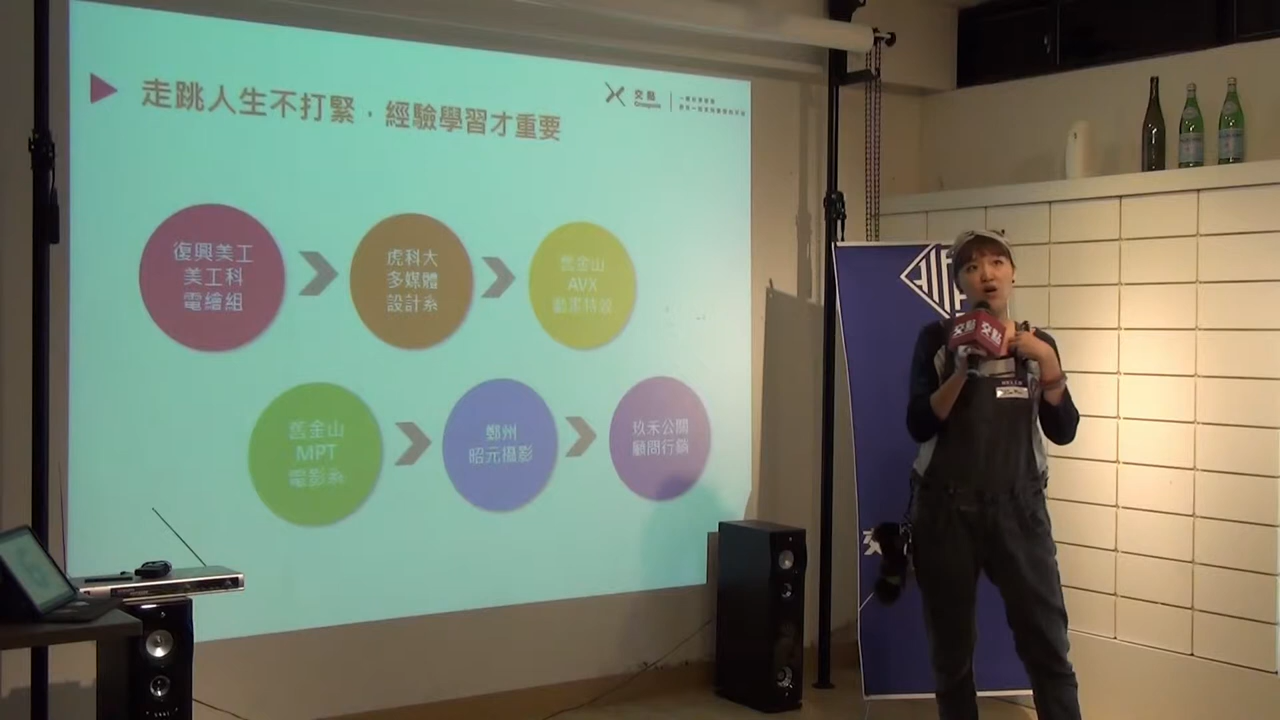 走跳人生不打緊，經驗學習才重要
交點
Crosspoint
復興美工
美工科
電繪組
虎科大
多媒體
設計系
舊金山
AVX
動畫特效
舊金山
MPT
電影系
鄭州
昭元攝影
玖禾公關
顧問行銷
交點
交點